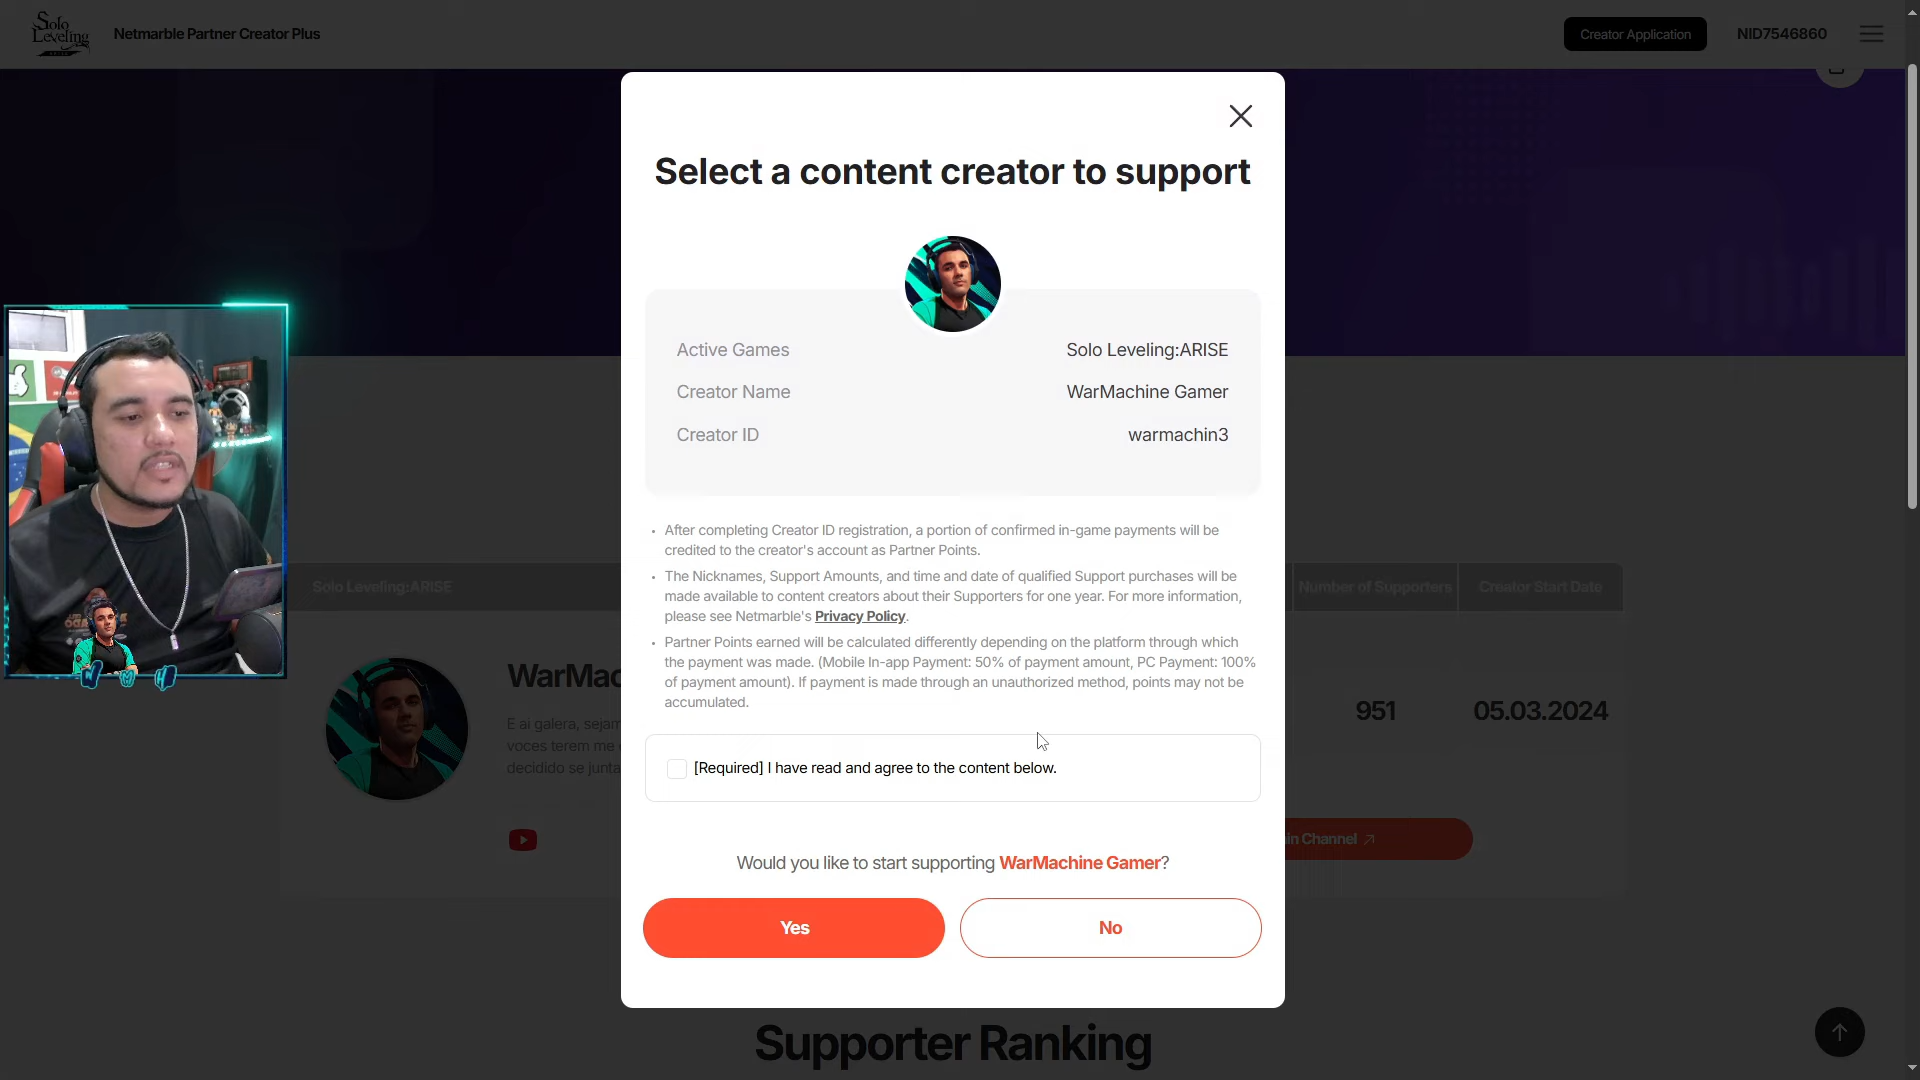 Solo
Leveling
Netmarble Partner Creator Plus
Creator Application
NID7546860
Select a content creator to support
Active Games
Solo Leveling:ARISE
Creator Name
WarMachine Gamer
Creator ID
warmachin3
• After completing Creator ID registration, a portion of confirmed in-game payments will be
credited to the creator's account as Partner Points.
• The Nicknames, Support Amounts, and time and date of qualified Support purchases will be
made available to content creators about their Supporters for one year. For more information,
please see Netmarble's Privacy Policy.
• Partner Points earned will be calculated differently depending on the platform through which
the payment was made. (Mobile In-app Payment: 50% of payment amount, PC Payment: 100%
of payment amount). If payment is made through an unauthorized method, points may not be
accumulated.
[Required] I have read and agree to the content below.
Would you like to start supporting WarMachine Gamer?
Yes
No
Solo Leveling:ARISE
Number of Supporters
Creator Start Date
WarMac
E ai galera, sejam
voces terem me
decidido se junta
951
05.03.2024
in Channel
Supporter Ranking
W M H